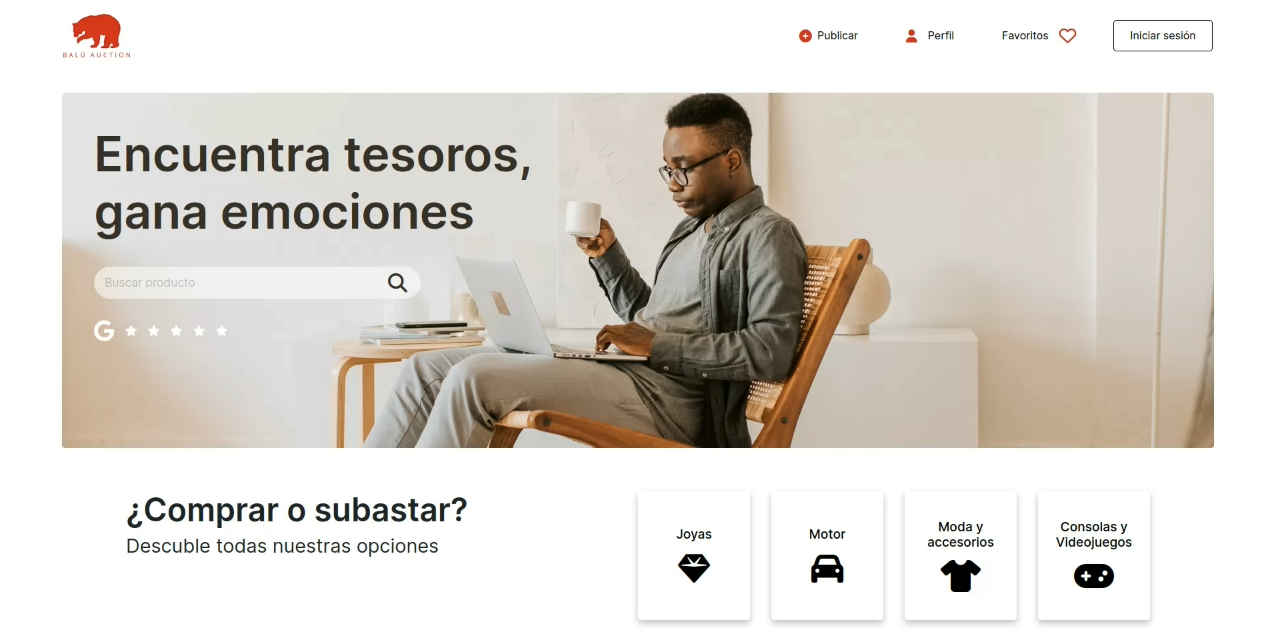 BALÚ AUCTION
Publicar
Perfil
Favoritos
Iniciar sesión
Encuentra tesoros,
gana emociones
Buscar producto
G
¿Comprar o subastar?
Descuble todas nuestras opciones
Joyas
Motor
Moda y
accesorios
Consolas y
Videojuegos